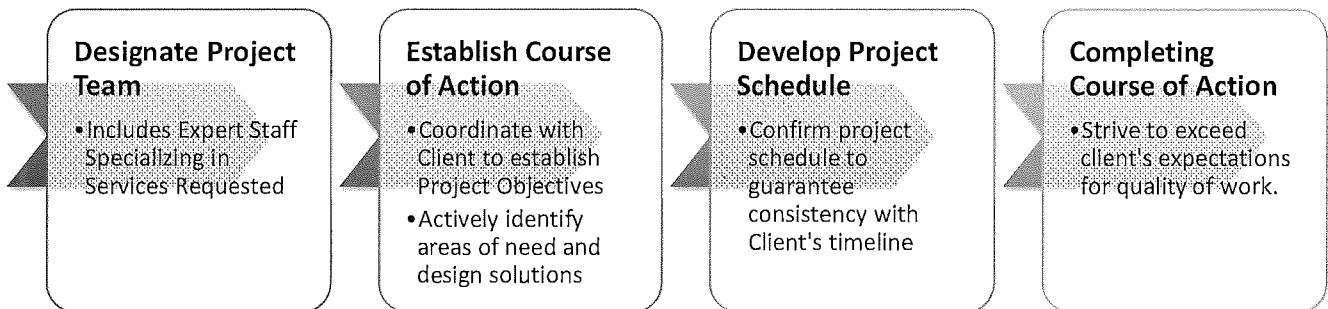 Designate Project
Team
•Includes Expert Staff
Specializing in
Services Requested
Establish Course
of Action
•Coordinate with
Client to establish
Project Objectives
•Actively identify
areas of need and
design solutions
Develop Project
Schedule
•Confirm project
schedule to
guarantee
consistency with
Client's timeline
Completing
Course of Action
•Strive to exceed
client's expectations
for quality of work.